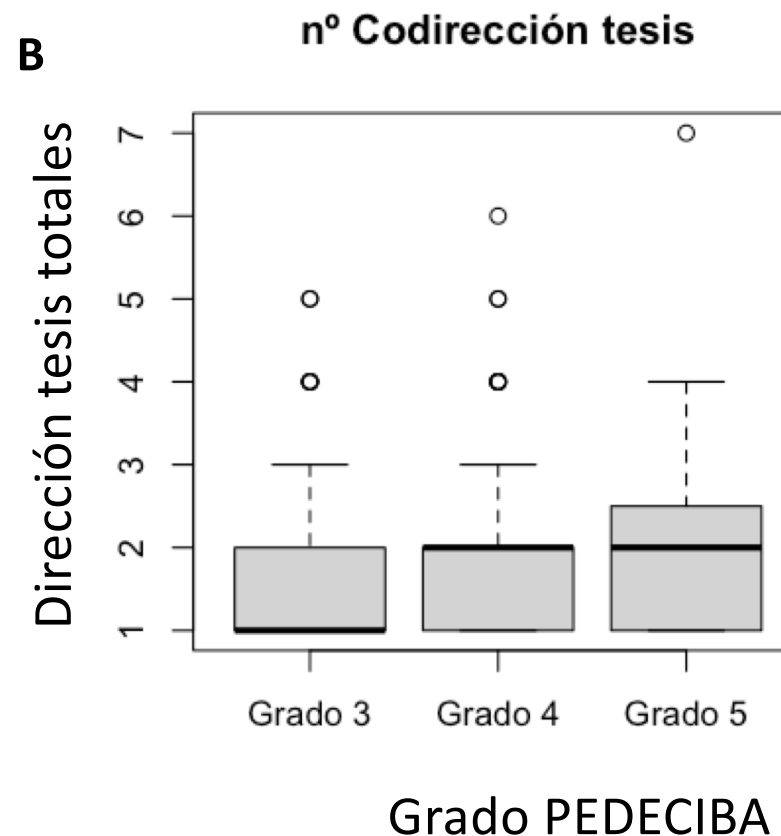 nº Codirección tesis
B
Dirección tesis totales
7
6
5
4
3
2
1
Grado 3 Grado 4 Grado 5
Grado PEDECIBA